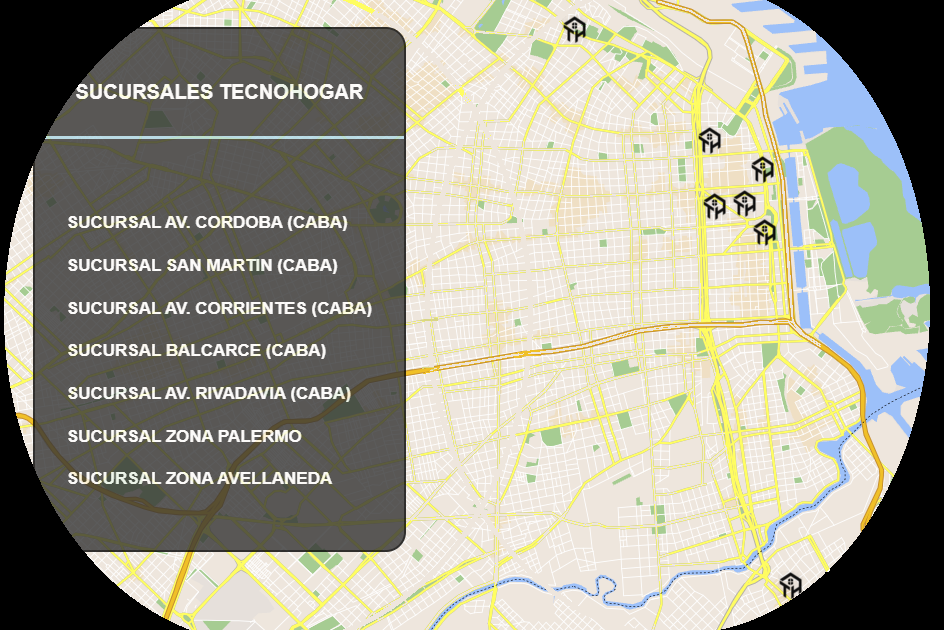 SUCURSALES TECNOHOGAR
SUCURSAL AV. CORDOBA (CABA)
SUCURSAL SAN MARTIN (CABA)
SUCURSAL AV. CORRIENTES (CABA)
SUCURSAL BALCARCE (CABA)
SUCURSAL AV. RIVADAVIA (CABA)
SUCURSAL ZONA PALERMO
SUCURSAL ZONA AVELLANEDA